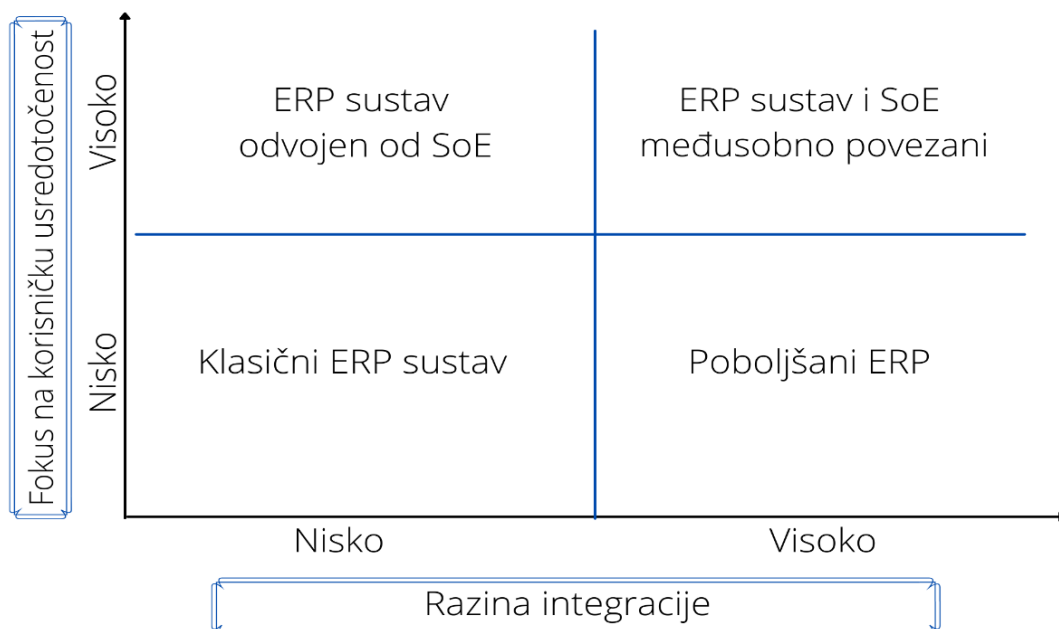 Fokus na korisničku usredotočenost
Visoko
ERP sustav
odvojen od SoE
ERP sustav i SoE
međusobno povezani
Nisko
Klasični ERP sustav
Poboljšani ERP
Nisko
Visoko
Razina integracije